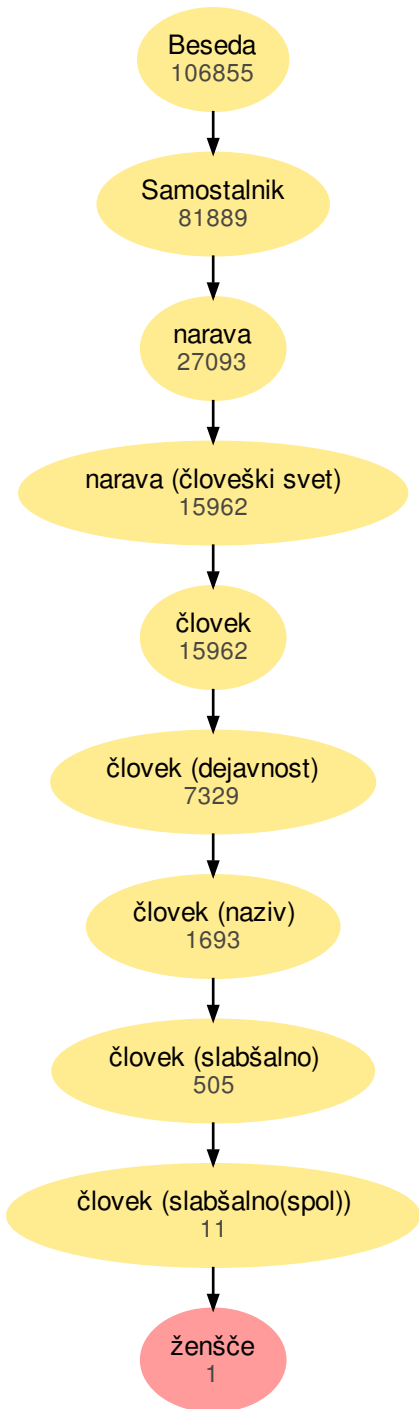 Beseda
106855
Samostalnik
81889
narava
27093
narava (človeški svet)
15962
človek
15962
človek (dejavnost)
7329
človek (naziv)
1693
človek (slabšalno)
505
človek (slabšalno(spol))
11
ženšče
1